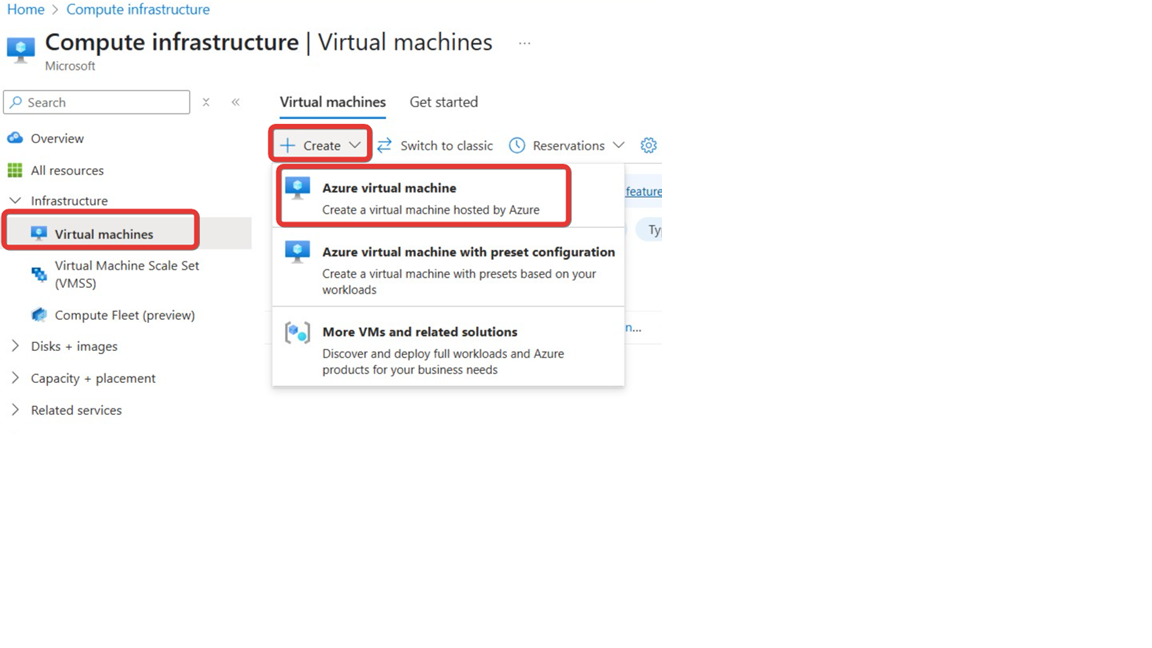 Home > Compute infrastructure
Compute infrastructure | Virtual machines ...
Microsoft
Search
Virtual machines Get started
Overview
All resources
Infrastructure
Virtual machines
Virtual Machine Scale Set
(VMSS)
Compute Fleet (preview)
Disks + images
Capacity + placement
Related services
+ Create Switch to classic Reservations
Azure virtual machine
Create a virtual machine hosted by Azure
feature
Azure virtual machine with preset configuration
Create a virtual machine with presets based on your
workloads
More VMs and related solutions
Discover and deploy full workloads and Azure
products for your business needs